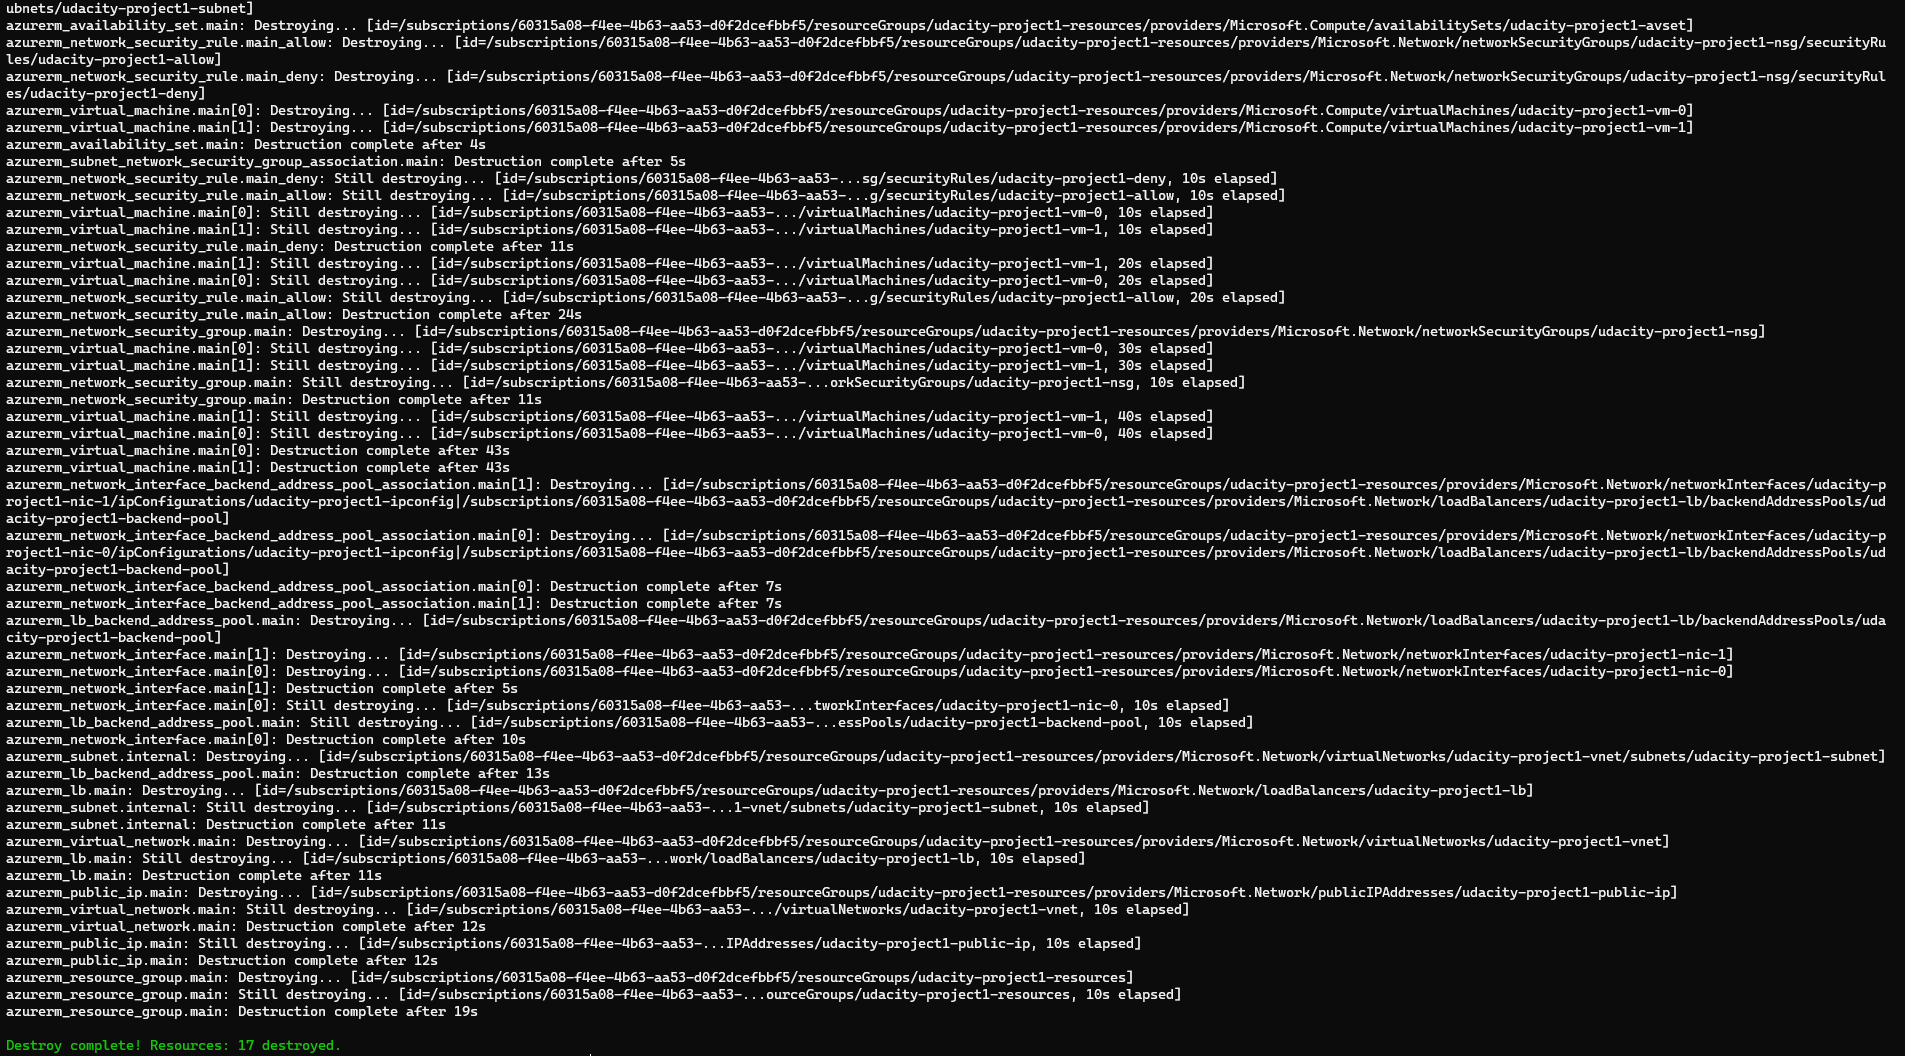 ubnets/udacity-project1-subnet]
azurerm_availability_set.main: Destroying... [id=/subscriptions/60315a08-f4ee-4b63-aa53-d0f2dcefbbf5/resourceGroups/udacity-project1-resources/providers/Microsoft.Compute/availabilitySets/udacity-project1-avset]
azurerm_network_security_rule.main_allow: Destroying... [id=/subscriptions/60315a08-f4ee-4b63-aa53-d0f2dcefbbf5/resourceGroups/udacity-project1-resources/providers/Microsoft.Network/networkSecurityGroups/udacity-project1-nsg/securityRu
les/udacity-project1-allow]
azurerm_network_security_rule.main_deny: Destroying... [id=/subscriptions/60315a08-f4ee-4b63-aa53-d0f2dcefbbf5/resourceGroups/udacity-project1-resources/providers/Microsoft.Network/networkSecurityGroups/udacity-project1-nsg/securityRul
es/udacity-project1-deny]
azurerm_virtual_machine.main[0]: Destroying... [id=/subscriptions/60315a08-f4ee-4b63-aa53-d0f2dcefbbf5/resourceGroups/udacity-project1-resources/providers/Microsoft.Compute/virtualMachines/udacity-project1-vm-0]
azurerm_virtual_machine.main[1]: Destroying... [id=/subscriptions/60315a08-f4ee-4b63-aa53-d0f2dcefbbf5/resourceGroups/udacity-project1-resources/providers/Microsoft.Compute/virtualMachines/udacity-project1-vm-1]
azurerm_availability_set.main: Destruction complete after 4s
azurerm_subnet_network_security_group_association.main: Destruction complete after 5s
azurerm_network_security_rule.main_deny: Still destroying... [id=/subscriptions/60315a08-f4ee-4b63-aa53-...sg/securityRules/udacity-project1-deny, 10s elapsed]
azurerm_network_security_rule.main_allow: Still destroying... [id=/subscriptions/60315a08-f4ee-4b63-aa53-...g/securityRules/udacity-project1-allow, 10s elapsed]
azurerm_virtual_machine.main[0]: Still destroying... [id=/subscriptions/60315a08-f4ee-4b63-aa53-.../virtualMachines/udacity-project1-vm-0, 10s elapsed]
azurerm_virtual_machine.main[1]: Still destroying... [id=/subscriptions/60315a08-f4ee-4b63-aa53-.../virtualMachines/udacity-project1-vm-1, 10s elapsed]
azurerm_network_security_rule.main_deny: Destruction complete after 11s
azurerm_virtual_machine.main[1]: Still destroying... [id=/subscriptions/60315a08-f4ee-4b63-aa53-.../virtualMachines/udacity-project1-vm-1, 20s elapsed]
azurerm_virtual_machine.main[0]: Still destroying... [id=/subscriptions/60315a08-f4ee-4b63-aa53-.../virtualMachines/udacity-project1-vm-0, 20s elapsed]
azurerm_network_security_rule.main_allow: Still destroying... [id=/subscriptions/60315a08-f4ee-4b63-aa53-...g/securityRules/udacity-project1-allow, 20s elapsed]
azurerm_network_security_rule.main_allow: Destruction complete after 24s
azurerm_network_security_group.main: Destroying... [id=/subscriptions/60315a08-f4ee-4b63-aa53-d0f2dcefbbf5/resourceGroups/udacity-project1-resources/providers/Microsoft.Network/networkSecurityGroups/udacity-project1-nsg]
azurerm_virtual_machine.main[0]: Still destroying... [id=/subscriptions/60315a08-f4ee-4b63-aa53-.../virtualMachines/udacity-project1-vm-0, 30s elapsed]
azurerm_virtual_machine.main[1]: Still destroying... [id=/subscriptions/60315a08-f4ee-4b63-aa53-.../virtualMachines/udacity-project1-vm-1, 30s elapsed]
azurerm_network_security_group.main: Still destroying... [id=/subscriptions/60315a08-f4ee-4b63-aa53-...orkSecurityGroups/udacity-project1-nsg, 10s elapsed]
azurerm_network_security_group.main: Destruction complete after 11s
azurerm_virtual_machine.main[1]: Still destroying... [id=/subscriptions/60315a08-f4ee-4b63-aa53-.../virtualMachines/udacity-project1-vm-1, 40s elapsed]
azurerm_virtual_machine.main[0]: Still destroying... [id=/subscriptions/60315a08-f4ee-4b63-aa53-.../virtualMachines/udacity-project1-vm-0, 40s elapsed]
azurerm_virtual_machine.main[0]: Destruction complete after 43s
azurerm_virtual_machine.main[1]: Destruction complete after 43s
azurerm_network_interface_backend_address_pool_association.main[1]: Destroying... [id=/subscriptions/60315a08-f4ee-4b63-aa53-d0f2dcefbbf5/resourceGroups/udacity-project1-resources/providers/Microsoft.Network/networkInterfaces/udacity-p
roject1-nic-1/ipConfigurations/udacity-project1-ipconfig|/subscriptions/60315a08-f4ee-4b63-aa53-d0f2dcefbbf5/resourceGroups/udacity-project1-resources/providers/Microsoft.Network/loadBalancers/udacity-project1-lb/backendAddressPools/ud
acity-project1-backend-pool]
azurerm_network_interface_backend_address_pool_association.main[0]: Destroying... [id=/subscriptions/60315a08-f4ee-4b63-aa53-d0f2dcefbbf5/resourceGroups/udacity-project1-resources/providers/Microsoft.Network/networkInterfaces/udacity-p
roject1-nic-0/ipConfigurations/udacity-project1-ipconfig|/subscriptions/60315a08-f4ee-4b63-aa53-d0f2dcefbbf5/resourceGroups/udacity-project1-resources/providers/Microsoft.Network/loadBalancers/udacity-project1-lb/backendAddressPools/ud
acity-project1-backend-pool]
azurerm_network_interface_backend_address_pool_association.main[0]: Destruction complete after 7s
azurerm_network_interface_backend_address_pool_association.main[1]: Destruction complete after 7s
azurerm_lb_backend_address_pool.main: Destroying... [id=/subscriptions/60315a08-f4ee-4b63-aa53-d0f2dcefbbf5/resourceGroups/udacity-project1-resources/providers/Microsoft.Network/loadBalancers/udacity-project1-lb/backendAddressPools/uda
city-project1-backend-pool]
azurerm_network_interface.main[1]: Destroying... [id=/subscriptions/60315a08-f4ee-4b63-aa53-d0f2dcefbbf5/resourceGroups/udacity-project1-resources/providers/Microsoft.Network/networkInterfaces/udacity-project1-nic-1]
azurerm_network_interface.main[0]: Destroying... [id=/subscriptions/60315a08-f4ee-4b63-aa53-d0f2dcefbbf5/resourceGroups/udacity-project1-resources/providers/Microsoft.Network/networkInterfaces/udacity-project1-nic-0]
azurerm_network_interface.main[1]: Destruction complete after 5s
azurerm_network_interface.main[0]: Still destroying... [id=/subscriptions/60315a08-f4ee-4b63-aa53-...tworkInterfaces/udacity-project1-nic-0, 10s elapsed]
azurerm_lb_backend_address_pool.main: Still destroying... [id=/subscriptions/60315a08-f4ee-4b63-aa53-...essPools/udacity-project1-backend-pool, 10s elapsed]
azurerm_network_interface.main[0]: Destruction complete after 10s
azurerm_subnet.internal: Destroying... [id=/subscriptions/60315a08-f4ee-4b63-aa53-d0f2dcefbbf5/resourceGroups/udacity-project1-resources/providers/Microsoft.Network/virtualNetworks/udacity-project1-vnet/subnets/udacity-project1-subnet]
azurerm_lb_backend_address_pool.main: Destruction complete after 13s
azurerm_lb.main: Destroying... [id=/subscriptions/60315a08-f4ee-4b63-aa53-d0f2dcefbbf5/resourceGroups/udacity-project1-resources/providers/Microsoft.Network/loadBalancers/udacity-project1-lb]
azurerm_subnet.internal: Still destroying... [id=/subscriptions/60315a08-f4ee-4b63-aa53-...1-vnet/subnets/udacity-project1-subnet, 10s elapsed]
azurerm_subnet.internal: Destruction complete after 11s
azurerm_virtual_network.main: Destroying... [id=/subscriptions/60315a08-f4ee-4b63-aa53-d0f2dcefbbf5/resourceGroups/udacity-project1-resources/providers/Microsoft.Network/virtualNetworks/udacity-project1-vnet]
azurerm_lb.main: Still destroying... [id=/subscriptions/60315a08-f4ee-4b63-aa53-...work/loadBalancers/udacity-project1-lb, 10s elapsed]
azurerm_lb.main: Destruction complete after 11s
azurerm_public_ip.main: Destroying... [id=/subscriptions/60315a08-f4ee-4b63-aa53-d0f2dcefbbf5/resourceGroups/udacity-project1-resources/providers/Microsoft.Network/publicIPAddresses/udacity-project1-public-ip]
azurerm_virtual_network.main: Still destroying... [id=/subscriptions/60315a08-f4ee-4b63-aa53-.../virtualNetworks/udacity-project1-vnet, 10s elapsed]
azurerm_virtual_network.main: Destruction complete after 12s
azurerm_public_ip.main: Still destroying... [id=/subscriptions/60315a08-f4ee-4b63-aa53-...IPAddresses/udacity-project1-public-ip, 10s elapsed]
azurerm_public_ip.main: Destruction complete after 12s
azurerm_resource_group.main: Destroying... [id=/subscriptions/60315a08-f4ee-4b63-aa53-d0f2dcefbbf5/resourceGroups/udacity-project1-resources]
azurerm_resource_group.main: Still destroying... [id=/subscriptions/60315a08-f4ee-4b63-aa53-...ourceGroups/udacity-project1-resources, 10s elapsed]
azurerm_resource_group.main: Destruction complete after 19s
Destroy complete! Resources: 17 destroyed.